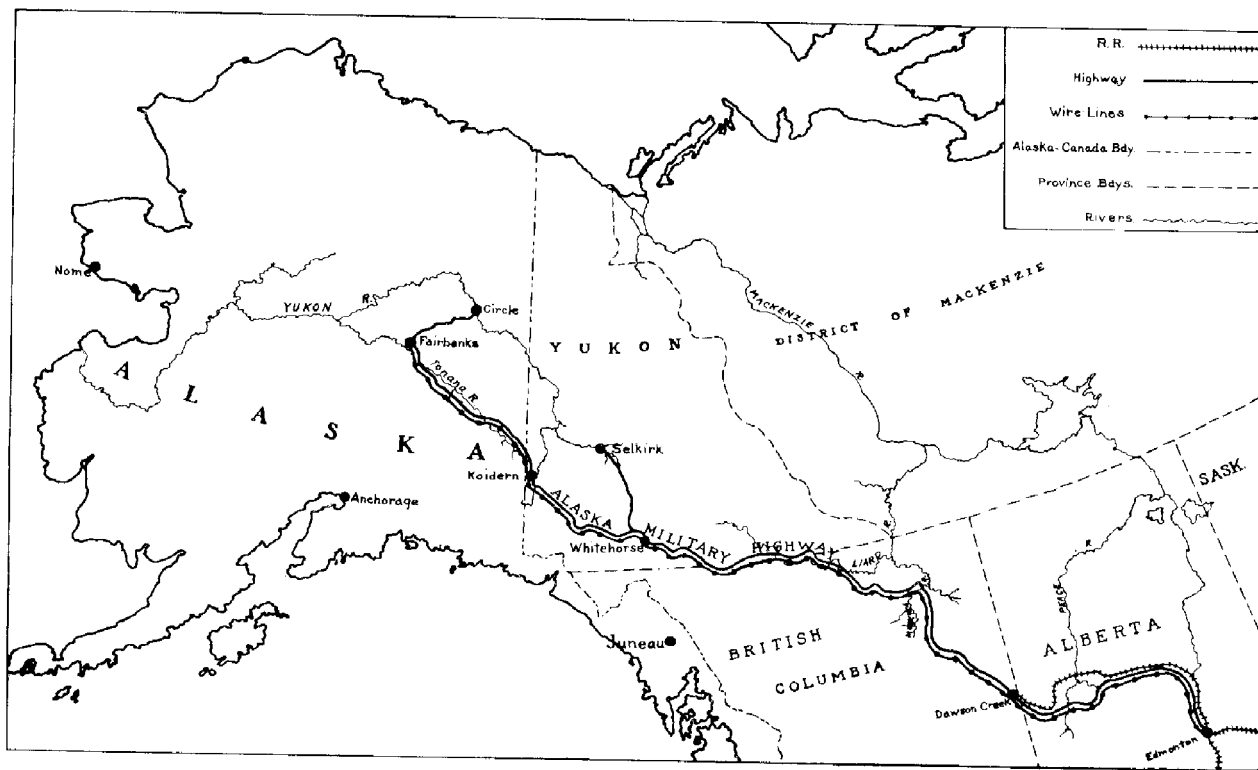 R.R.
Highway
Wire Lines
Alaska-Canada Bdy.
Province Bdys.
Rivers
Nome
YUKON R.
Circle
Fairbanks
Tanana R.
YUKON
MACKENZIE R.
DISTRICT OF MACKENZIE
ALASKA
Selkirk
Koidern
Anchorage
ALASKA MILITARY HIGHWAY
Whitehorse
LIARD R.
SASK.
PEACE R.
ALBERTA
Juneau
BRITISH
COLUMBIA
Dawson Creek
Edmonton